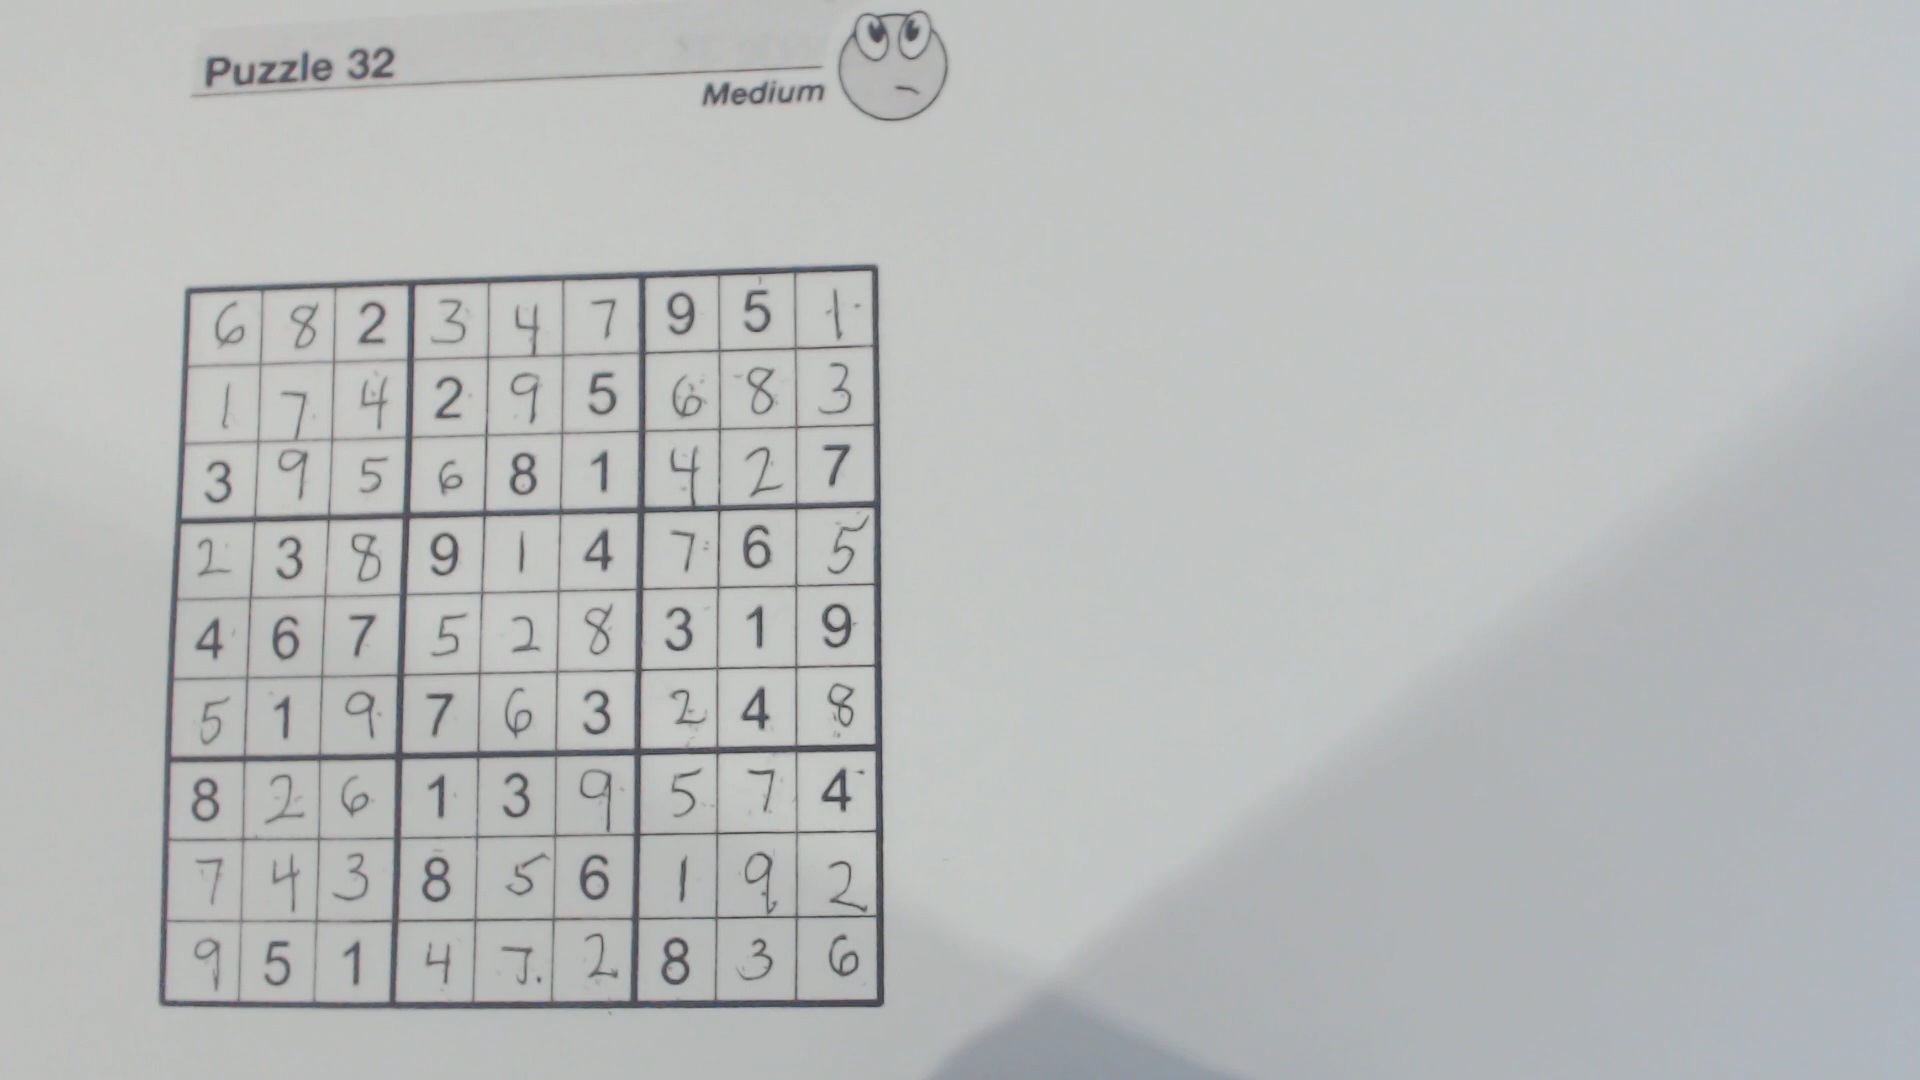 Puzzle 32
Medium
6 8 2 3 4 7 9 5 1
1 7 4 2 9 5 6 8 3
3 9 5 6 8 1 4 2 7
2 3 8 9 1 4 7 6 5
4 6 7 5 2 8 3 1 9
5 1 9 7 6 3 2 4 8
8 2 6 1 3 9 5 7 4
7 4 3 8 5 6 1 9 2
9 5 1 4 7 2 8 3 6